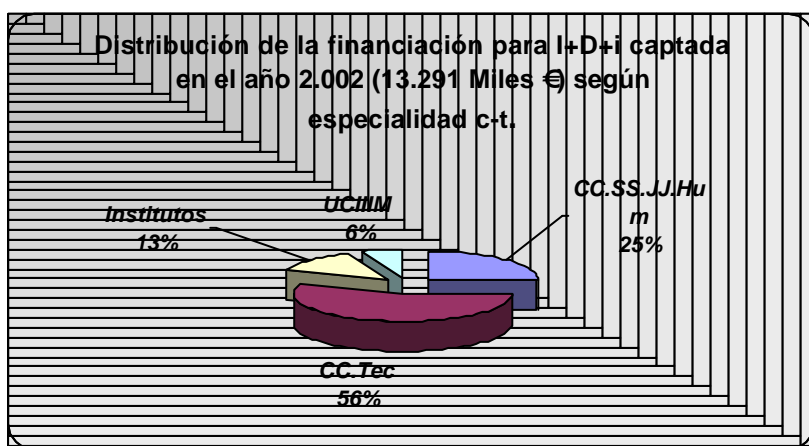 Distribución de la financiación para I+D+i captada
en el año 2.002 (13.291 Miles €) según
especialidad c-t.
CC.SS.JJ.Hu
m
25%
UCIIIM
6%
Institutos
13%
CC.Tec
56%